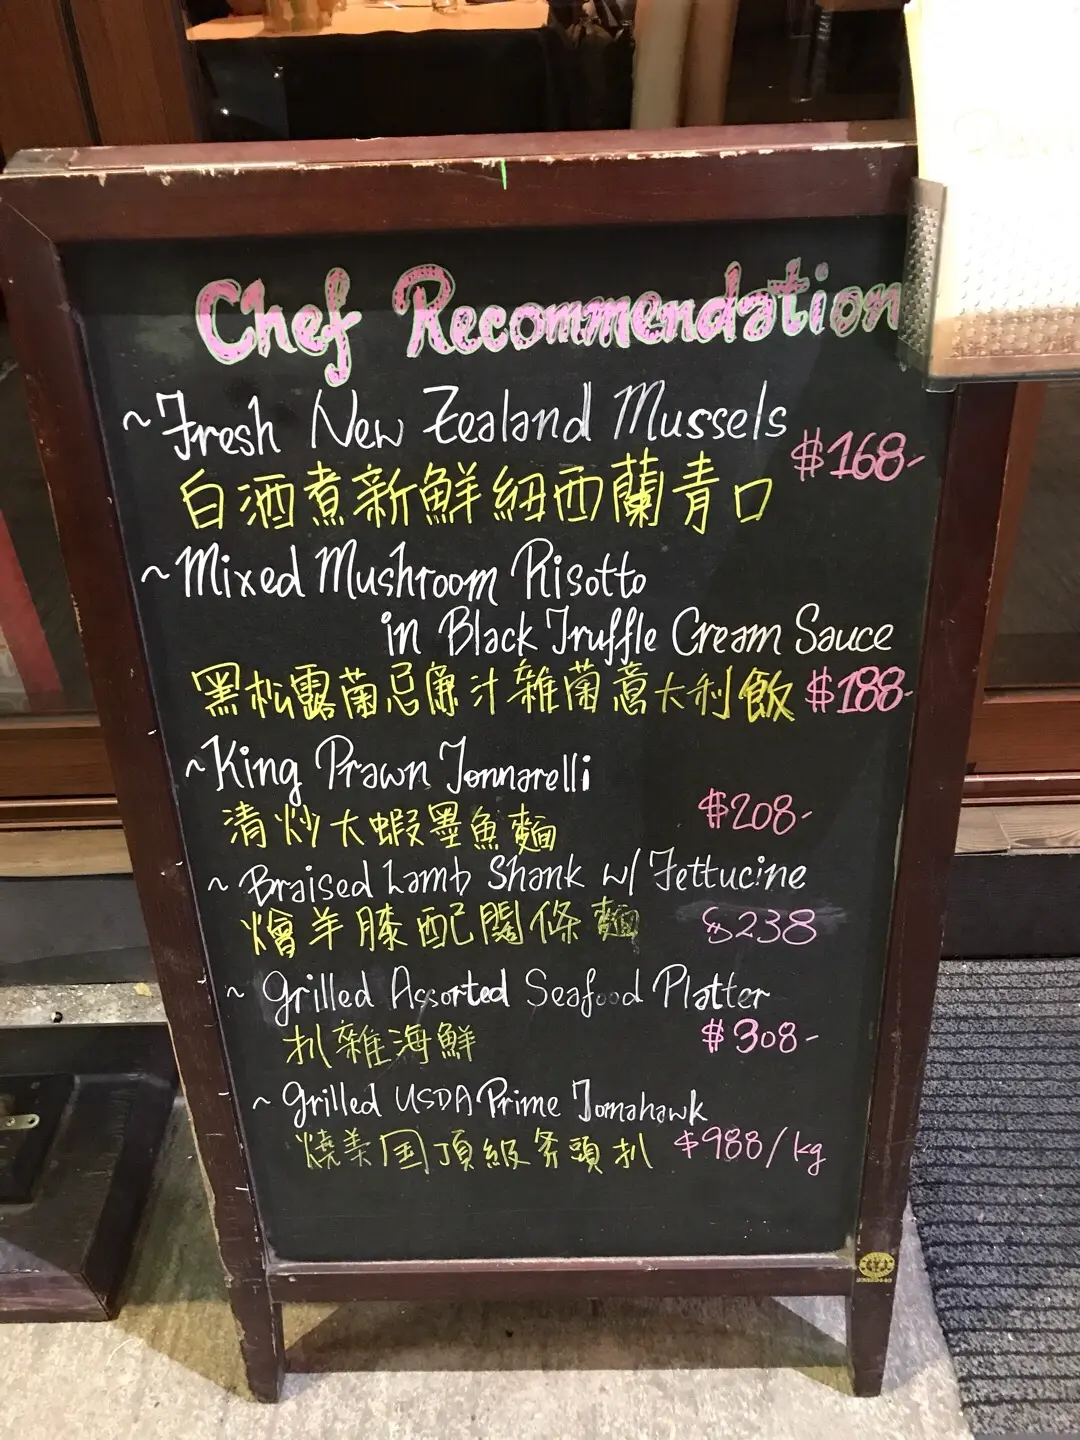 Chef Recommendation
~Fresh New Zealand Mussels
$168-
白酒煮新鮮紐西蘭青口
~Mixed Mushroom Risotto
in Black Truffle Cream Sauce
黑松露菌忌廉汁雜菌意大利飯 $188-
~King Prawn Tonnarelli
$208-
清炒大蝦墨魚麵
~Braised Lamb Shank w/ Fettucine
燴羊膝配闊條麵 $238
~Grilled Assorted Seafood Platter
扒雜海鮮 $308-
~Grilled USDA Prime Tomahawk
燒美国頂級斧頭扒 $988/kg